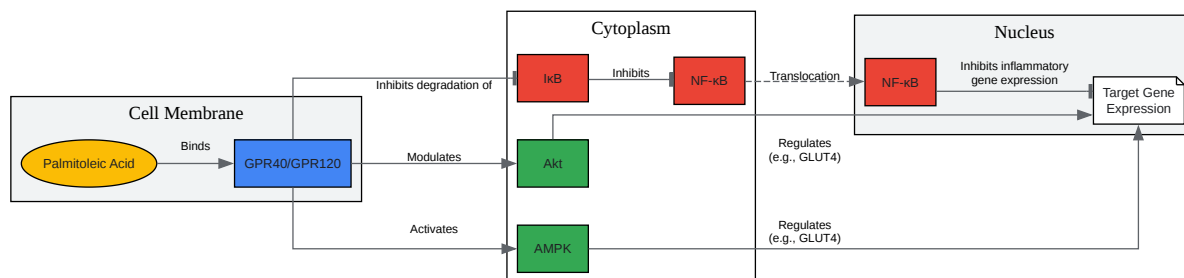 Cytoplasm
Nucleus
IκB
Inhibits
NF-κB
Translocation
NF-κB
Inhibits inflammatory
gene expression
Inhibits degradation of
Target Gene
Expression
Cell Membrane
Palmitoleic Acid
Binds
GPR40/GPR120
Modulates
Akt
Regulates
(e.g., GLUT4)
Activates
AMPK
Regulates
(e.g., GLUT4)